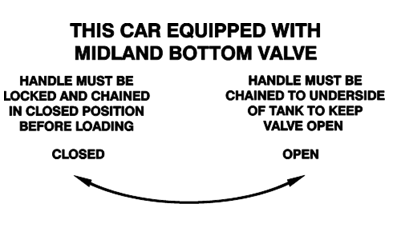 THIS CAR EQUIPPED WITH
MIDLAND BOTTOM VALVE
HANDLE MUST BE
LOCKED AND CHAINED
IN CLOSED POSITION
BEFORE LOADING
CLOSED
HANDLE MUST BE
CHAINED TO UNDERSIDE
OF TANK TO KEEP
VALVE OPEN
OPEN